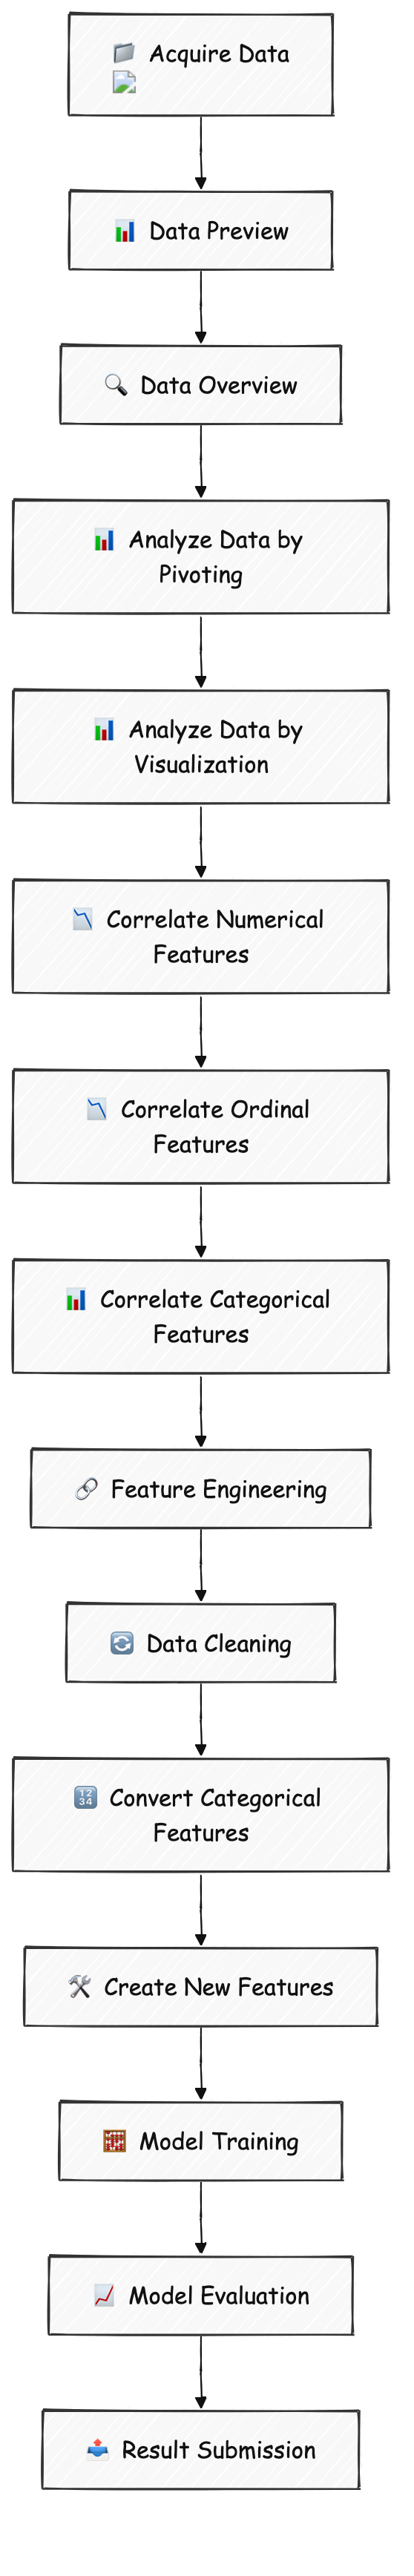 📁 Acquire Data
📊 Data Preview
🔍 Data Overview
📊 Analyze Data by
Pivoting
📊 Analyze Data by
Visualization
📉 Correlate Numerical
Features
📉 Correlate Ordinal
Features
📊 Correlate Categorical
Features
🔗 Feature Engineering
🔄 Data Cleaning
🔢 Convert Categorical
Features
🛠️ Create New Features
🧮 Model Training
📈 Model Evaluation
📤 Result Submission